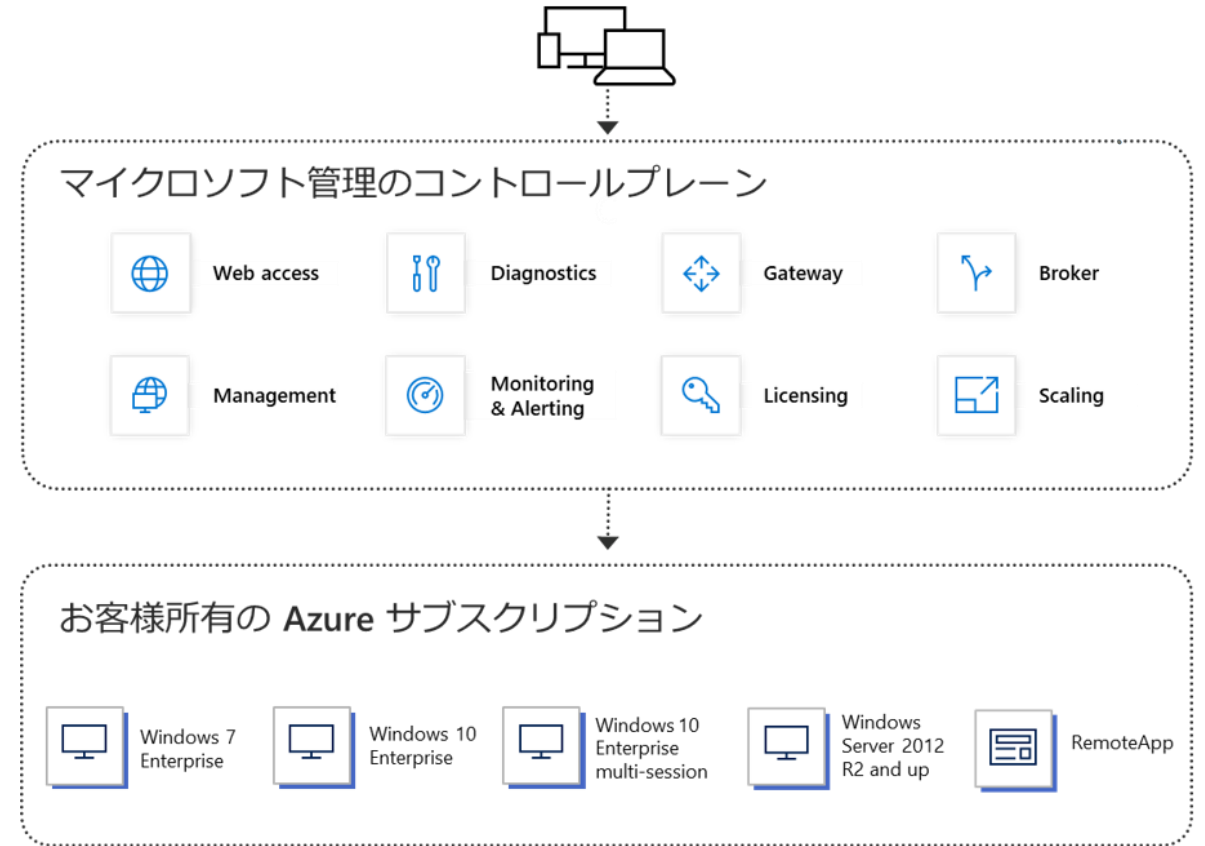 マイクロソフト管理のコントロールプレーン
Web access
Diagnostics
Gateway
Broker
Management
Monitoring
& Alerting
Licensing
Scaling
お客様所有の Azure サブスクリプション
Windows 7
Enterprise
Windows 10
Enterprise
Windows 10
Enterprise
multi-session
Windows
Server 2012
R2 and up
RemoteApp